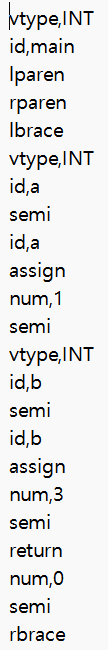 vtype,INT
id,main
lparen
rparen
lbrace
vtype,INT
id,a
semi
id,a
assign
num,1
semi
vtype,INT
id,b
semi
id,b
assign
num,3
semi
return
num,0
semi
rbrace